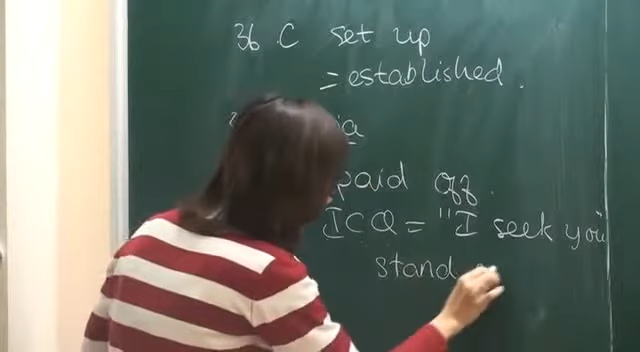 36 . C set up
= established .
paid off .
ICQ = "I seek you"
stand